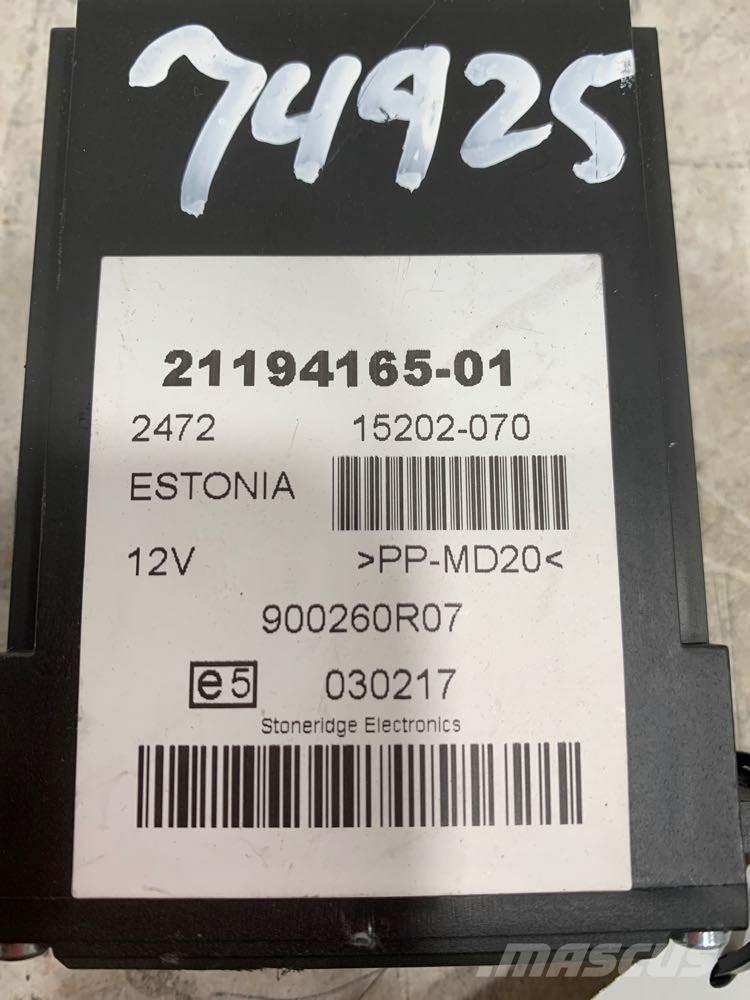 74925
21194165-01
2472 15202-070
ESTONIA
12V >PP-MD20<
900260R07
e5 030217
Stoneridge Electronics
MASCUS